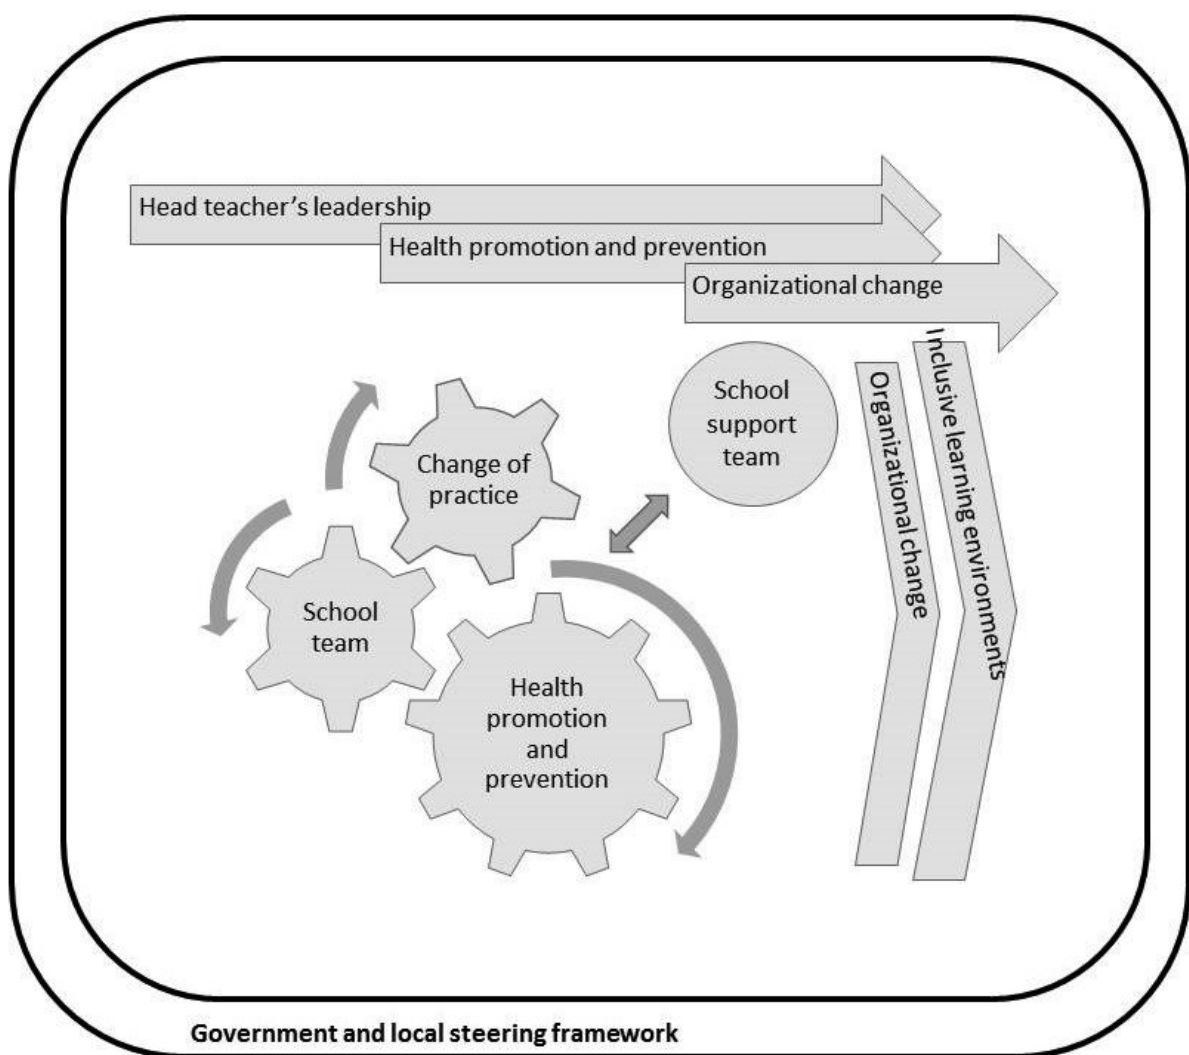 Head teacher’s leadership
Health promotion and prevention
Organizational change
School
support
team
Organizational change
Inclusive learning environments
Change of
practice
School
team
Health
promotion
and
prevention
Government and local steering framework